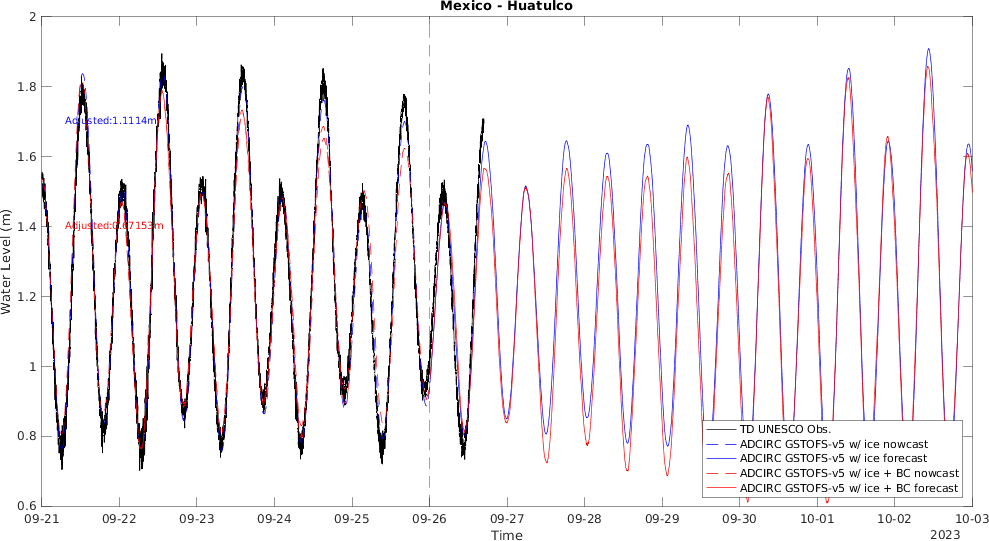 Mexico - Huatulco
2
1.8
1.6
1.4
1.2
1
0.8
0.6
Water Level (m)
Adjusted:1.1114m
Adjusted:0.67153m
TD UNESCO Obs.
ADCIRC GSTOFS-v5 w/ ice nowcast
ADCIRC GSTOFS-v5 w/ ice forecast
ADCIRC GSTOFS-v5 w/ ice + BC nowcast
ADCIRC GSTOFS-v5 w/ ice + BC forecast
09-21 09-22 09-23 09-24 09-25 09-26 09-27 09-28 09-29 09-30 10-01 10-02 10-03
Time
2023